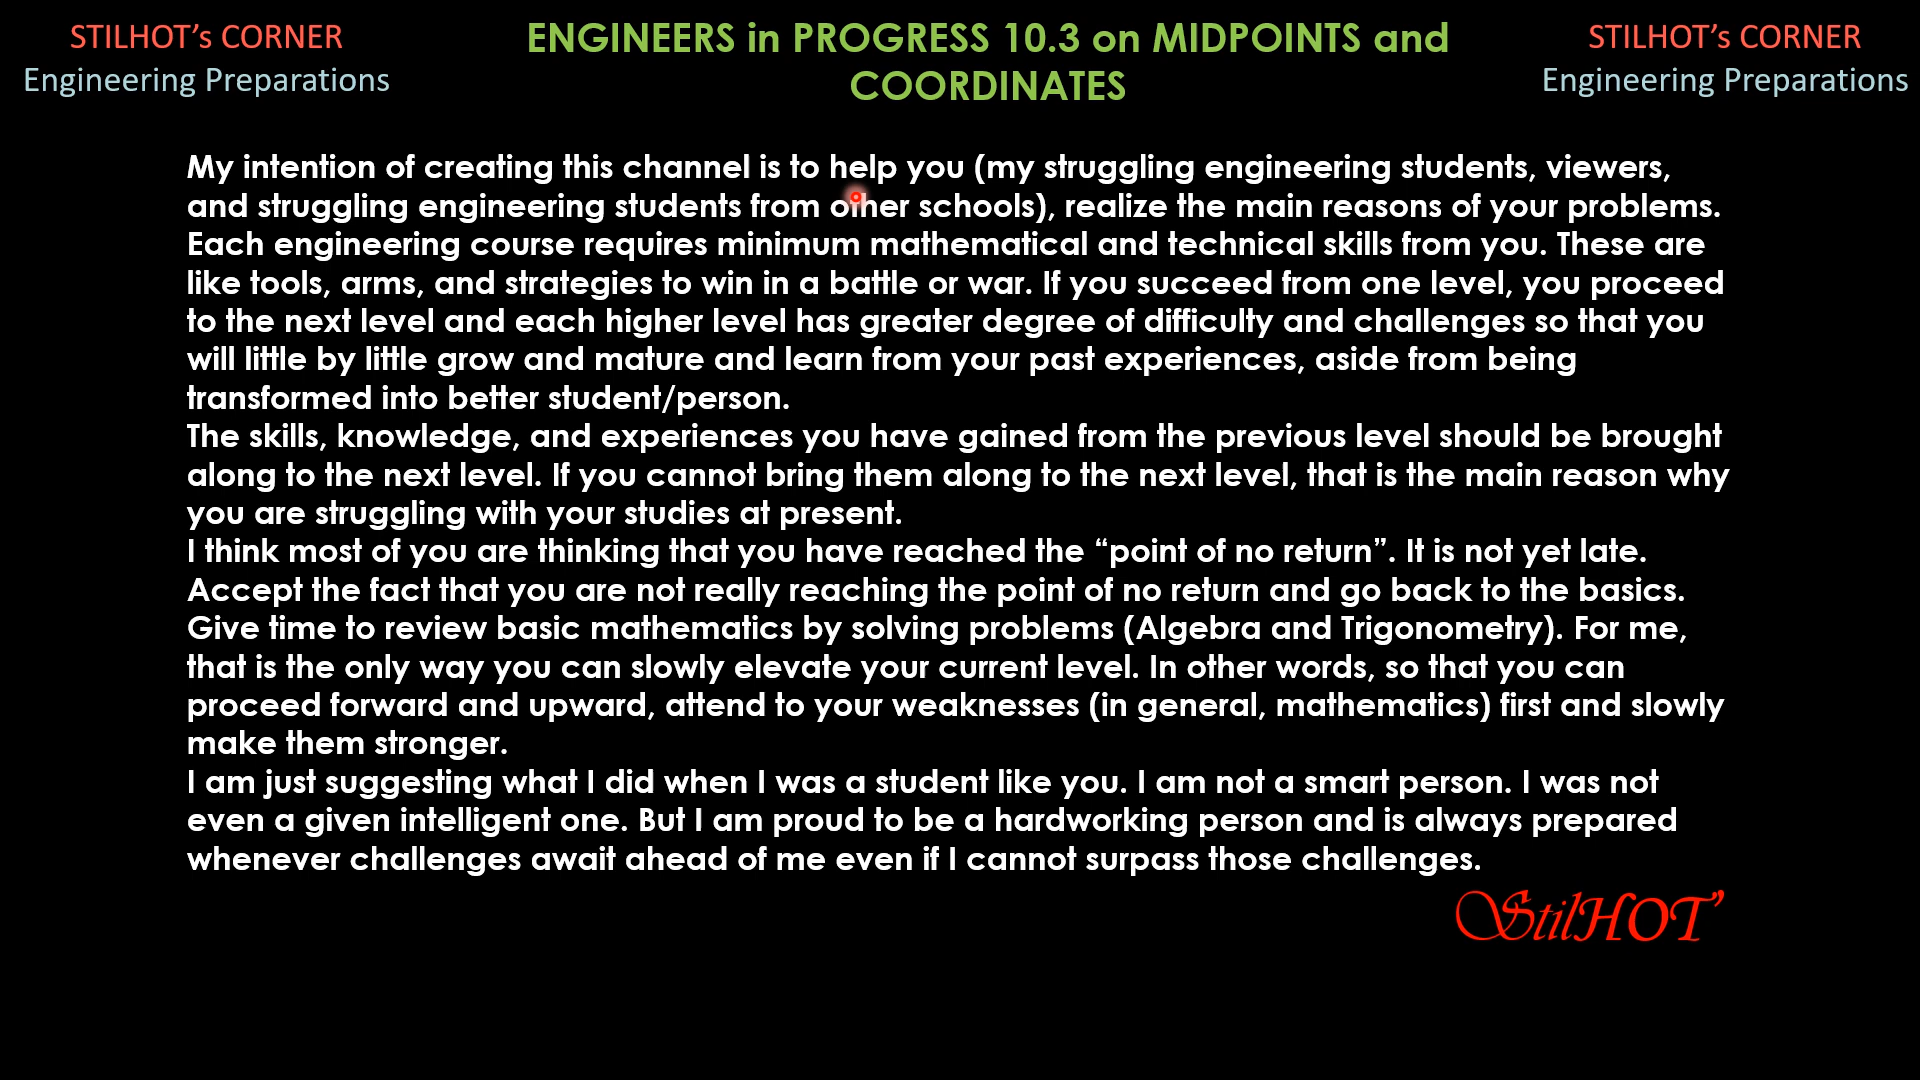 STILHOT’s CORNER
Engineering Preparations
ENGINEERS in PROGRESS 10.3 on MIDPOINTS and
COORDINATES
STILHOT’s CORNER
Engineering Preparations
My intention of creating this channel is to help you (my struggling engineering students, viewers,
and struggling engineering students from other schools), realize the main reasons of your problems.
Each engineering course requires minimum mathematical and technical skills from you. These are
like tools, arms, and strategies to win in a battle or war. If you succeed from one level, you proceed
to the next level and each higher level has greater degree of difficulty and challenges so that you
will little by little grow and mature and learn from your past experiences, aside from being
transformed into better student/person.
The skills, knowledge, and experiences you have gained from the previous level should be brought
along to the next level. If you cannot bring them along to the next level, that is the main reason why
you are struggling with your studies at present.
I think most of you are thinking that you have reached the “point of no return”. It is not yet late.
Accept the fact that you are not really reaching the point of no return and go back to the basics.
Give time to review basic mathematics by solving problems (Algebra and Trigonometry). For me,
that is the only way you can slowly elevate your current level. In other words, so that you can
proceed forward and upward, attend to your weaknesses (in general, mathematics) first and slowly
make them stronger.
I am just suggesting what I did when I was a student like you. I am not a smart person. I was not
even a given intelligent one. But I am proud to be a hardworking person and is always prepared
whenever challenges await ahead of me even if I cannot surpass those challenges.
StilHOT’